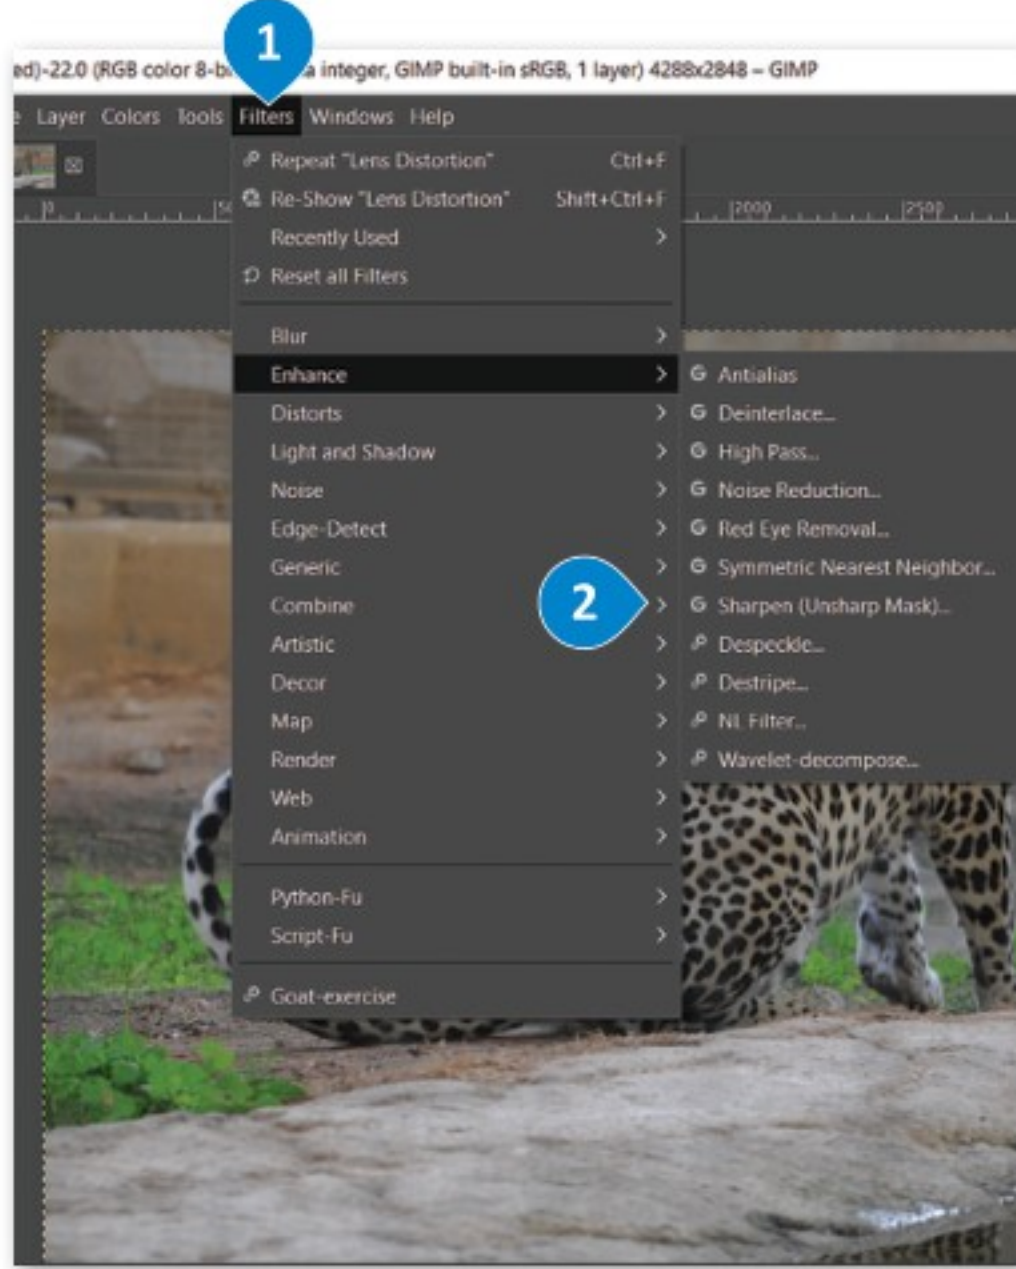 1
ed)-22.0 (RGB color 8-bi a integer, GIMP built-in sRGB, 1 layer) 4288x2848 – GIMP
e Layer Colors Tools Filters Windows Help
Repeat "Lens Distortion" Ctrl+F
Re-Show "Lens Distortion" Shift+Ctrl+F
0 50 2000 2500
Recently Used >
Reset all Filters
Blur >
Enhance >
Distorts >
Light and Shadow >
Noise >
Edge-Detect >
Generic >
Combine >
Artistic >
Decor >
Map >
Render >
Web >
Animation >
Python-Fu >
Script-Fu >
Goat-exercise
G Antialias
G Deinterlace...
G High Pass...
G Noise Reduction...
G Red Eye Removal...
G Symmetric Nearest Neighbor...
2
G Sharpen (Unsharp Mask)...
Despeckle...
Destripe...
NL Filter...
Wavelet-decompose...